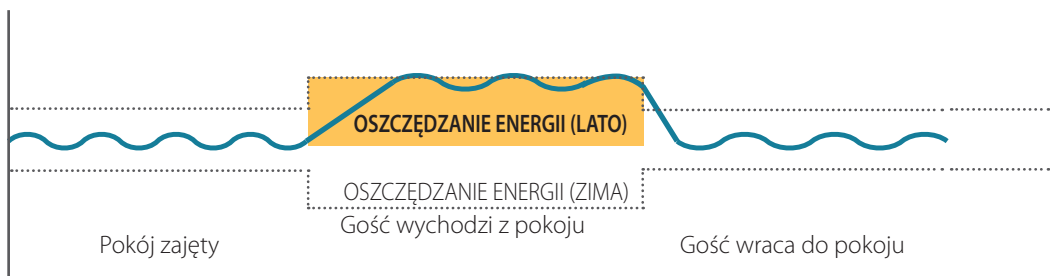 OSZCZĘDZANIE ENERGII (LATO)
OSZCZĘDZANIE ENERGII (ZIMA)
Gość wychodzi z pokoju
Pokój zajęty
Gość wraca do pokoju